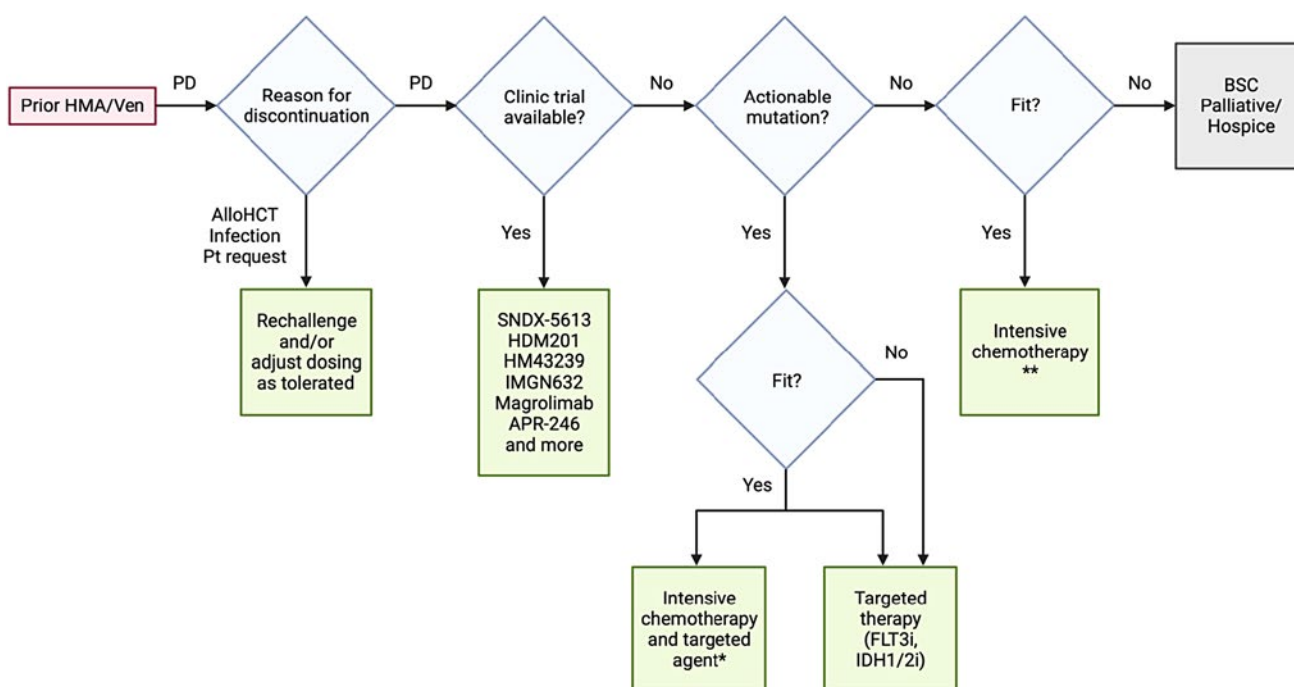 Prior HMA/Ven
PD
Reason for
discontinuation
PD
Clinic trial
available?
No
Actionable
mutation?
No
Fit?
No
BSC
Palliative/
Hospice
AlloHCT
Infection
Pt request
Yes
Yes
Yes
Rechallenge
and/or
adjust dosing
as tolerated
SNDX-5613
HDM201
HM43239
IMGN632
Magrolimab
APR-246
and more
Fit?
No
Intensive
chemotherapy
**
Yes
Intensive
chemotherapy
and targeted
agent*
Targeted
therapy
(FLT3i,
IDH1/2i)